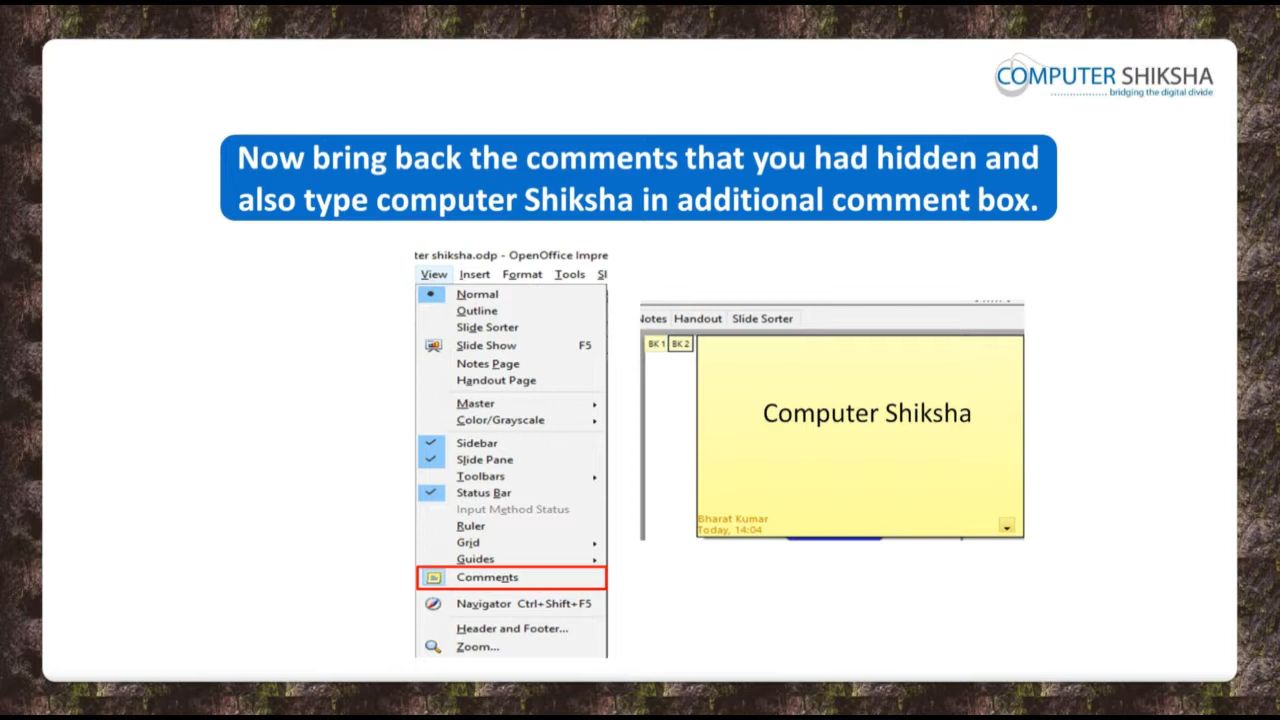 COMPUTER SHIKSHA
bridging the digital divide
Now bring back the comments that you had hidden and
also type computer Shiksha in additional comment box.
ter shiksha.odp - OpenOffice Impre
View Insert Format Tools Sl
Normal
Outline
Slide Sorter
Slide Show F5
Notes Page
Handout Page
Master
Color/Grayscale
Sidebar
Slide Pane
Toolbars
Status Bar
Input Method Status
Ruler
Grid
Guides
Comments
Navigator Ctrl+Shift+F5
Header and Footer...
Zoom...
Notes Handout Slide Sorter
BK 1 BK 2
Computer Shiksha
Bharat Kumar
Today, 14:04